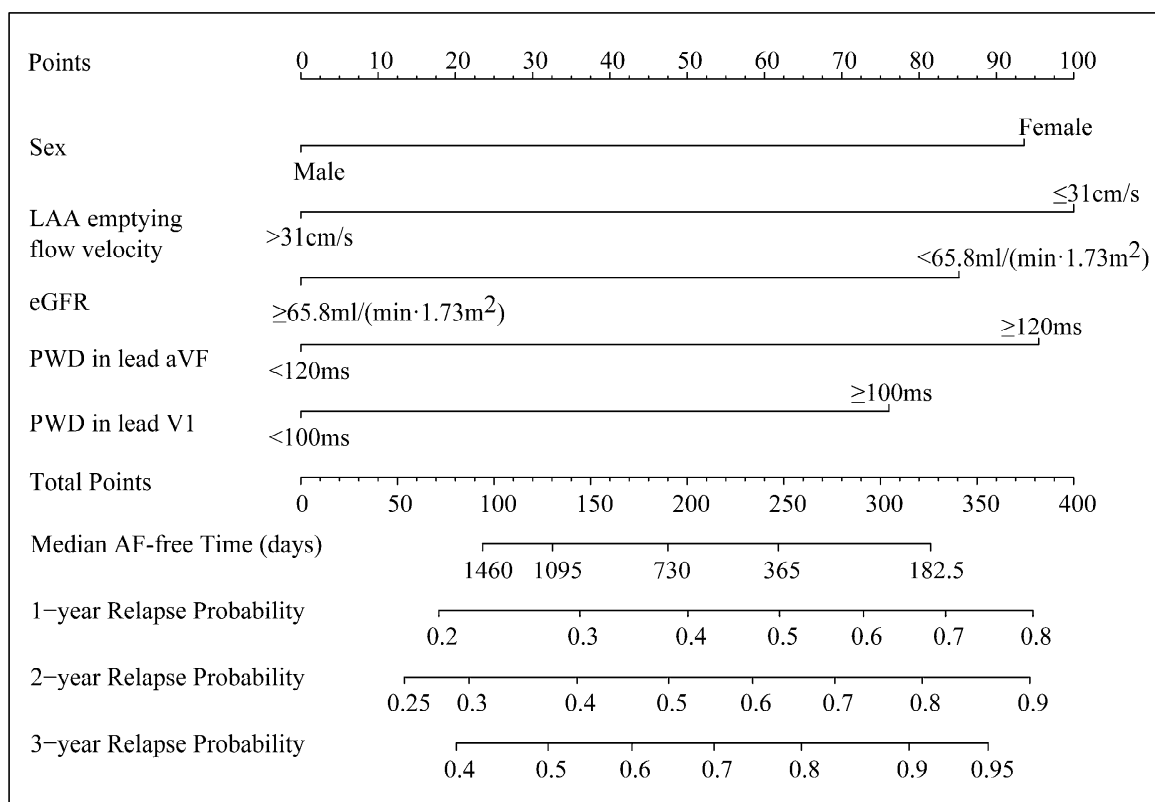 Points 0 10 20 30 40 50 60 70 80 90 100
Sex
Female
Male
LAA emptying
flow velocity
≤31cm/s
>31cm/s
eGFR
<65.8ml/(min·1.73m²)
≥65.8ml/(min·1.73m²)
PWD in lead aVF
≥120ms
<120ms
PWD in lead V1
≥100ms
<100ms
Total Points
0 50 100 150 200 250 300 350 400
Median AF-free Time (days)
1460 1095 730 365 182.5
1−year Relapse Probability
0.2 0.3 0.4 0.5 0.6 0.7 0.8
2−year Relapse Probability
0.25 0.3 0.4 0.5 0.6 0.7 0.8 0.9
3−year Relapse Probability
0.4 0.5 0.6 0.7 0.8 0.9 0.95